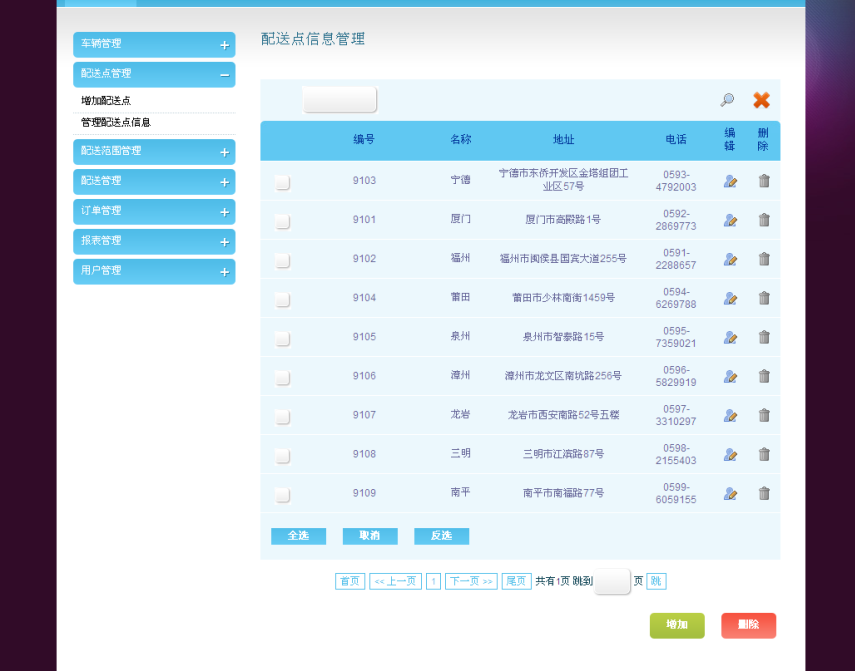 配送点信息管理
车辆管理
配送点管理
增加配送点
管理配送点信息
配送范围管理
配送管理
订单管理
报表管理
用户管理
编号 名称 地址 电话 编辑 删除
9103 宁德 宁德市东侨开发区金塔组团工业区57号 0593-4792003
9101 厦门 厦门市高殿路1号 0592-2869773
9102 福州 福州市闽侯县国宾大道255号 0591-2288657
9104 莆田 莆田市少林南街1459号 0594-6269788
9105 泉州 泉州市智泰路15号 0595-7359021
9106 漳州 漳州市龙文区南坑路256号 0596-5829919
9107 龙岩 龙岩市西安南路52号五楼 0597-3310297
9108 三明 三明市江滨路87号 0598-2155403
9109 南平 南平市南福路77号 0599-6059155
全选 取消 反选
首页 << 上一页 1 下一页 >> 尾页 共有1页 跳到 页 跳
增加 删除